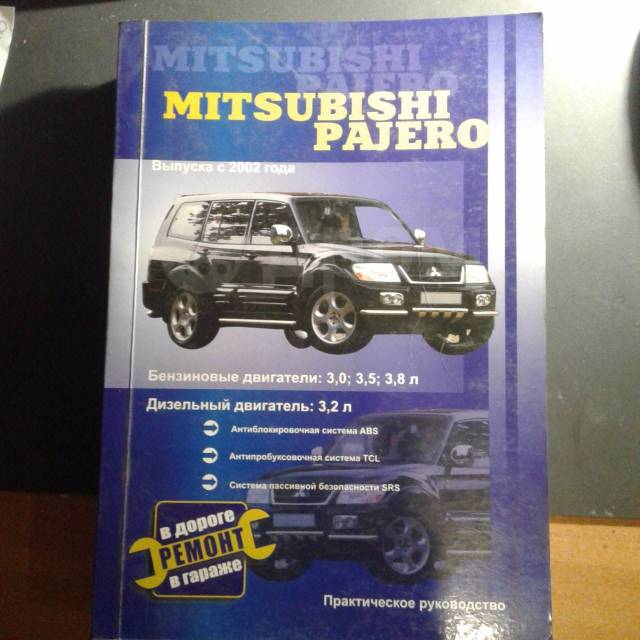 MITSUBISHI
PAJERO
MITSUBISHI
PAJERO
Выпуска с 2002 года
Бензиновые двигатели: 3,0; 3,5; 3,8 л
Дизельный двигатель: 3,2 л
Антиблокировочная система ABS
Антипробуксовочная система TCL
Система пассивной безопасности SRS
в дороге
РЕМОНТ
в гараже
Практическое руководство